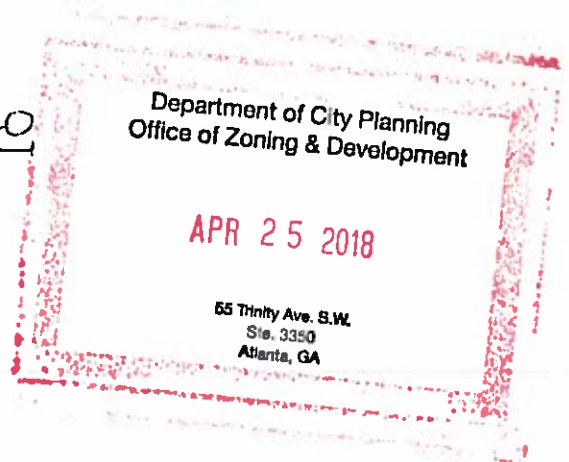 Department of City Planning
Office of Zoning & Development
APR 25 2018
55 Trinity Ave. S.W.
Ste. 3350
Atlanta, GA